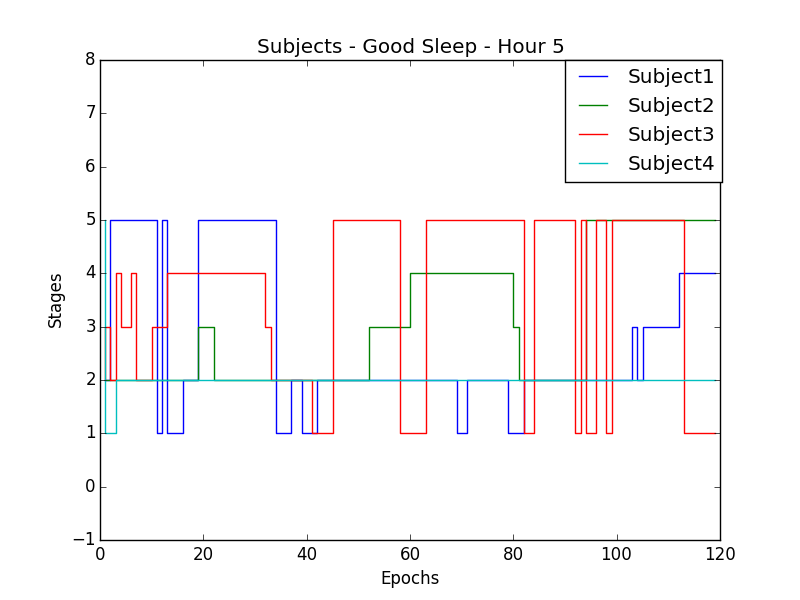 Subjects - Good Sleep - Hour 5
8
7
6
5
4
3
2
1
0
−1
Stages
Subject1
Subject2
Subject3
Subject4
0 20 40 60 80 100 120
Epochs